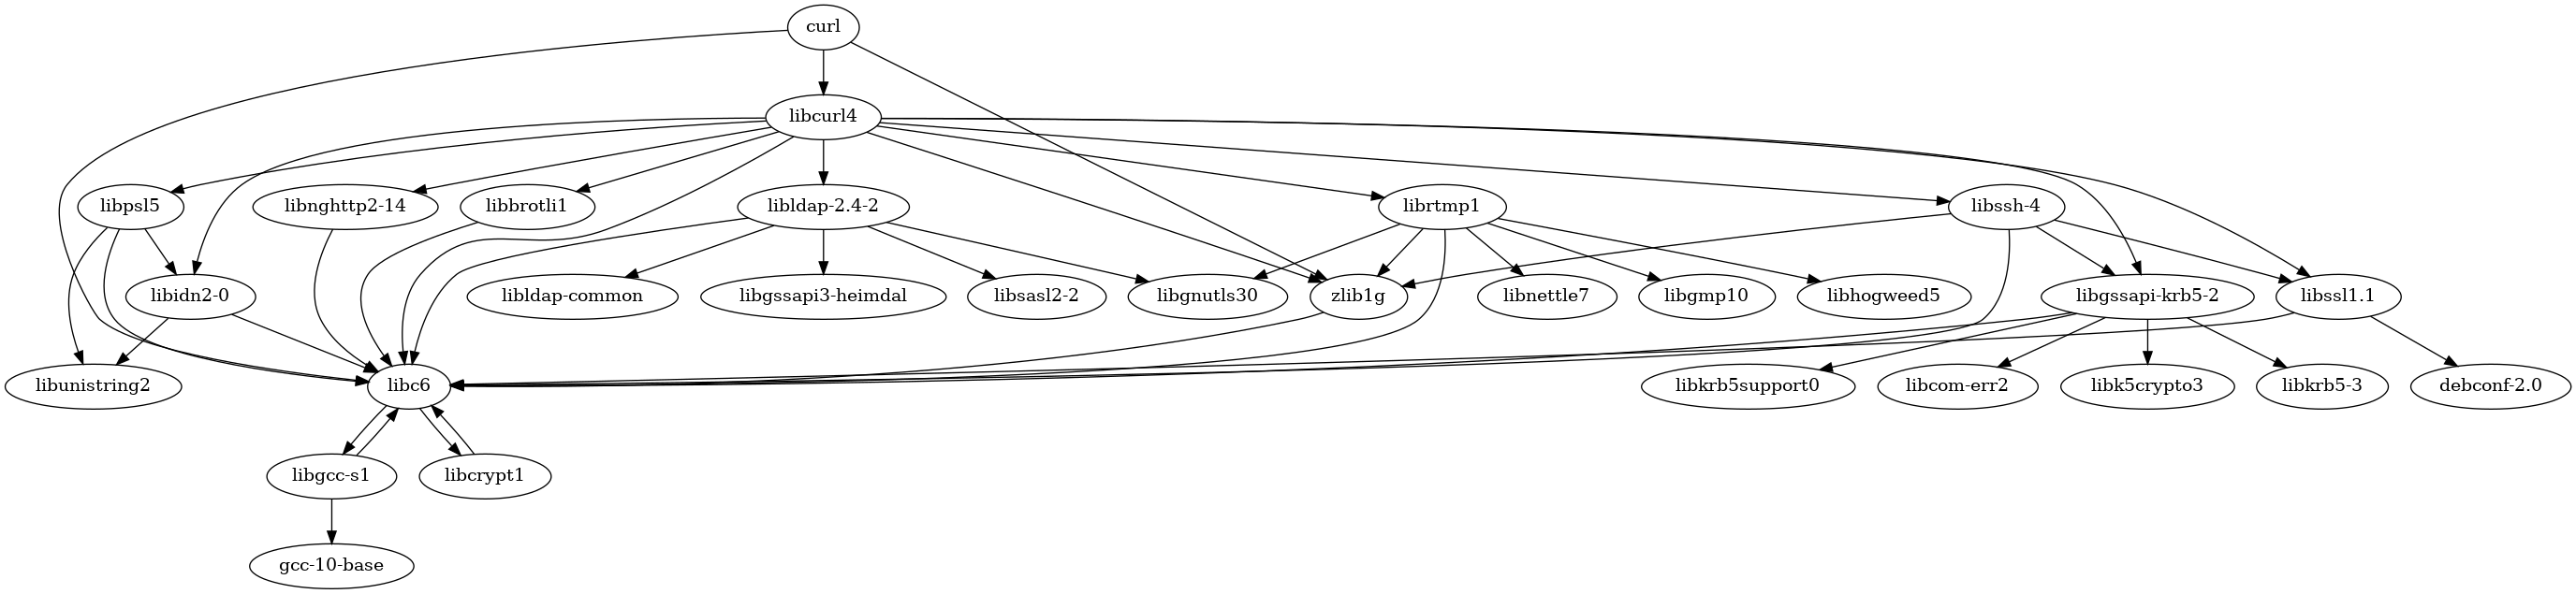 curl
libcurl4
libpsl5
libnghttp2-14
libbrotli1
libldap-2.4-2
librtmp1
libssh-4
libidn2-0
libldap-common
libgssapi3-heimdal
libsasl2-2
libgnutls30
zlib1g
libnettle7
libgmp10
libhogweed5
libgssapi-krb5-2
libssl1.1
libunistring2
libc6
libkrb5support0
libcom-err2
libk5crypto3
libkrb5-3
debconf-2.0
libgcc-s1
libcrypt1
gcc-10-base